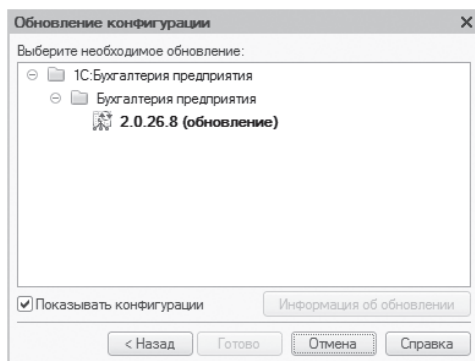 Обновление конфигурации
Выберите необходимое обновление:
1С:Бухгалтерия предприятия
Бухгалтерия предприятия
2.0.26.8 (обновление)
Показывать конфигурации
Информация об обновлении
< Назад
Готово
Отмена
Справка